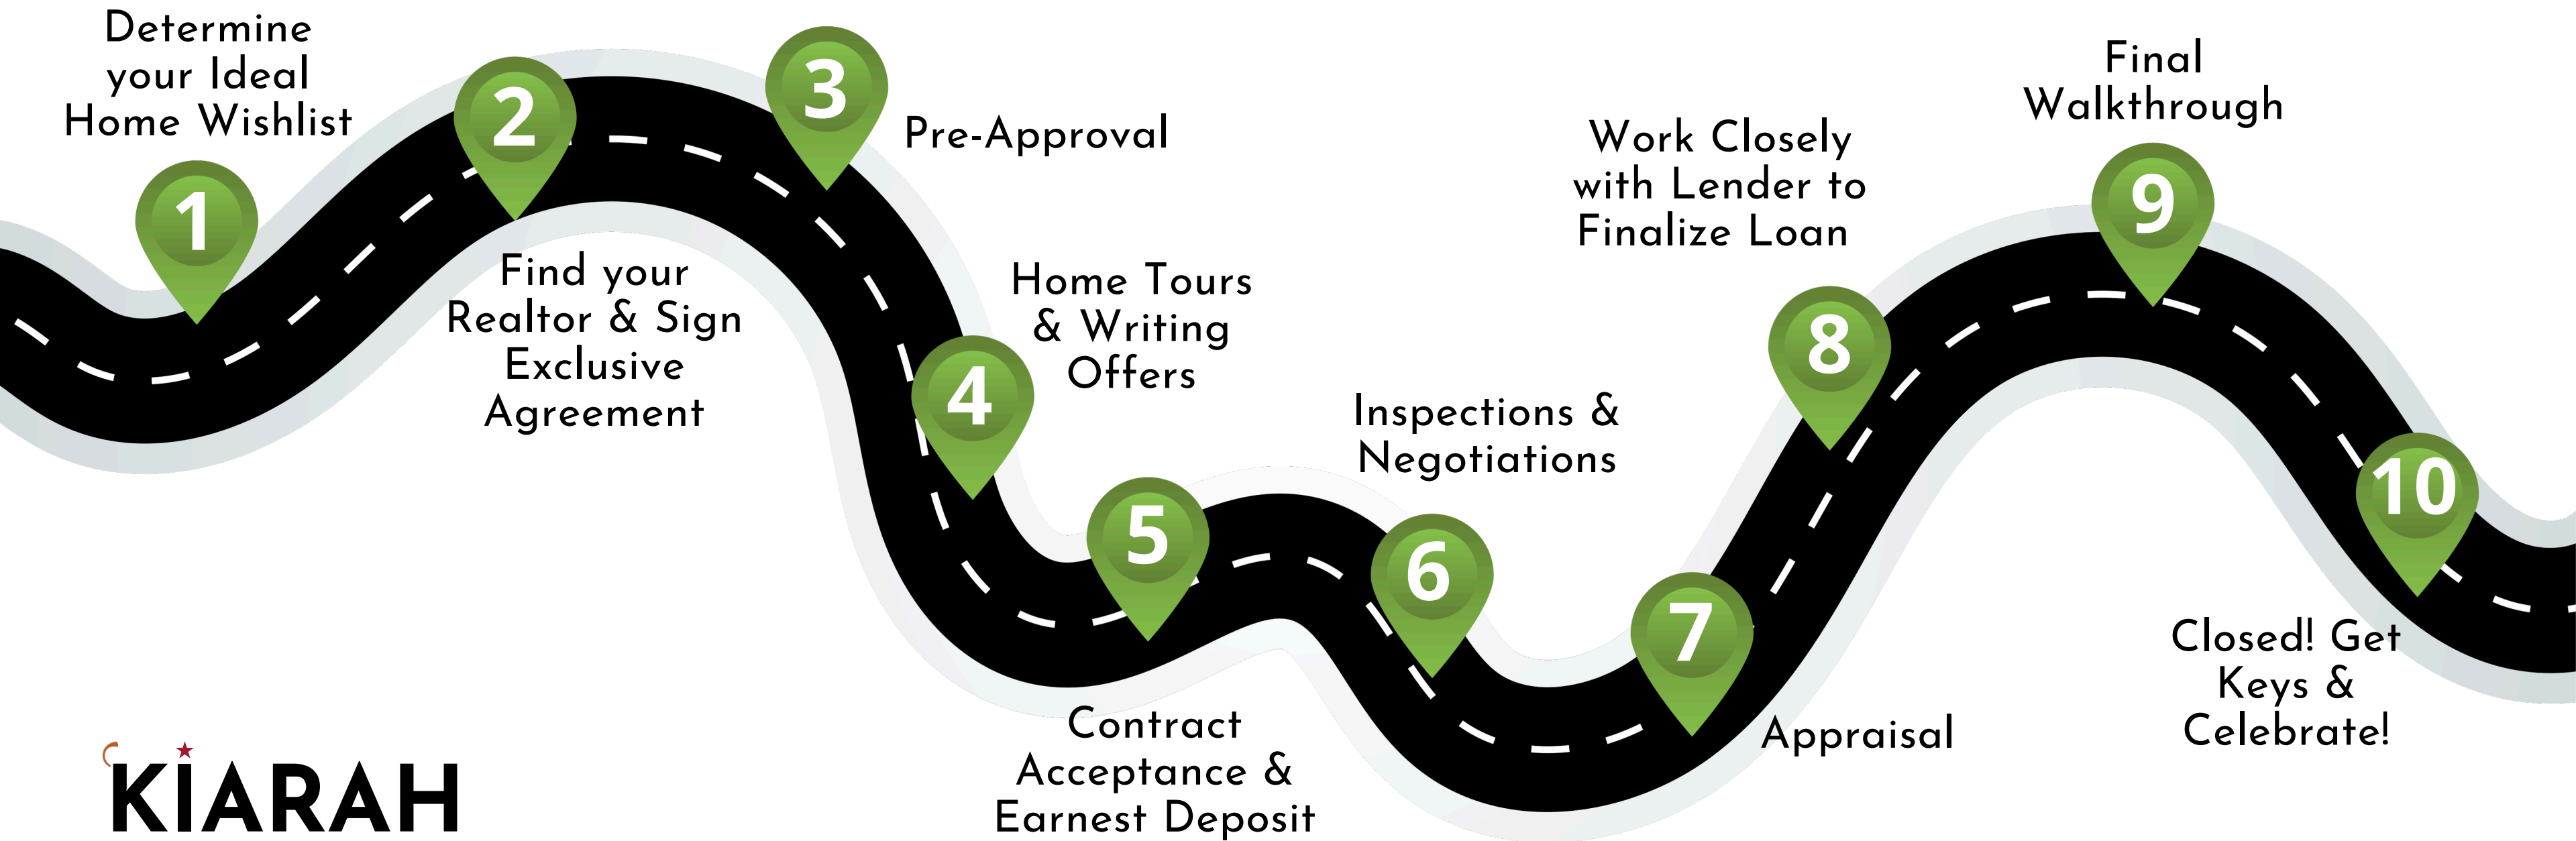 1
Determine
your Ideal
Home Wishlist
2
Find your
Realtor & Sign
Exclusive
Agreement
3
Pre-Approval
4
Home Tours
& Writing
Offers
5
Contract
Acceptance &
Earnest Deposit
6
Inspections &
Negotiations
7
Appraisal
8
Work Closely
with Lender to
Finalize Loan
9
Final
Walkthrough
10
Closed! Get
Keys &
Celebrate!
KIARAH